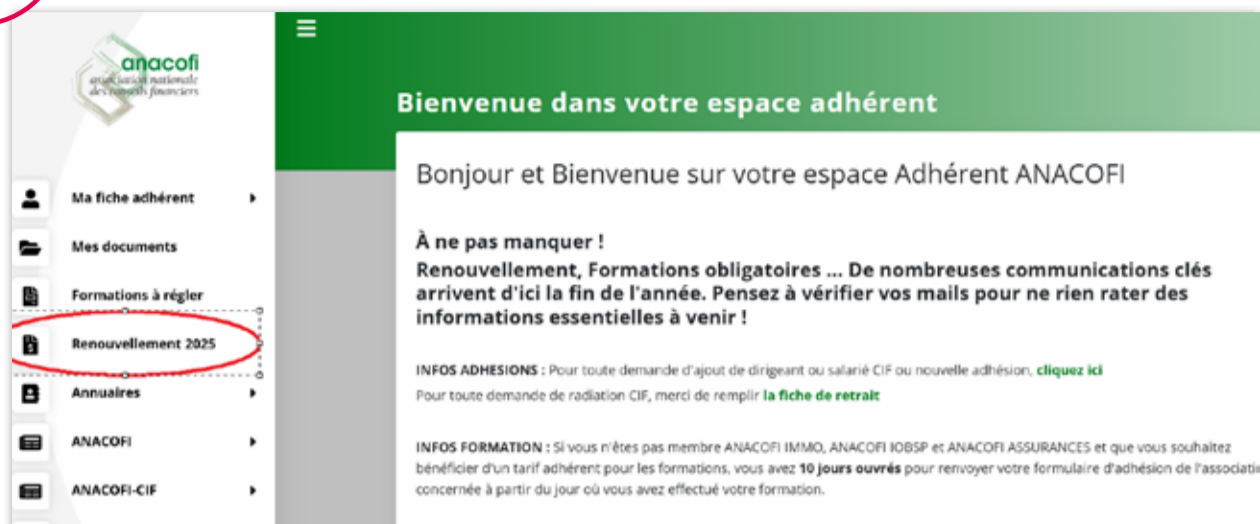 anacofi
association nationale
des conseils financiers
Ma fiche adhérent
Mes documents
Formations à régler
Renouvellement 2025
Annuaires
ANACOFI
ANACOFI-CIF
Bienvenue dans votre espace adhérent
Bonjour et Bienvenue sur votre espace Adhérent ANACOFI
À ne pas manquer !
Renouvellement, Formations obligatoires ... De nombreuses communications clés
arrivent d'ici la fin de l'année. Pensez à vérifier vos mails pour ne rien rater des
informations essentielles à venir !
INFOS ADHESIONS : Pour toute demande d'ajout de dirigeant ou salarié CIF ou nouvelle adhésion, cliquez ici
Pour toute demande de radiation CIF, merci de remplir la fiche de retrait
INFOS FORMATION : Si vous n'êtes pas membre ANACOFI IMMO, ANACOFI IOBSP et ANACOFI ASSURANCES et que vous souhaitez
bénéficier d'un tarif adhérent pour les formations, vous avez 10 jours ouvrés pour renvoyer votre formulaire d'adhésion de l'associati
concernée à partir du jour où vous avez effectué votre formation.